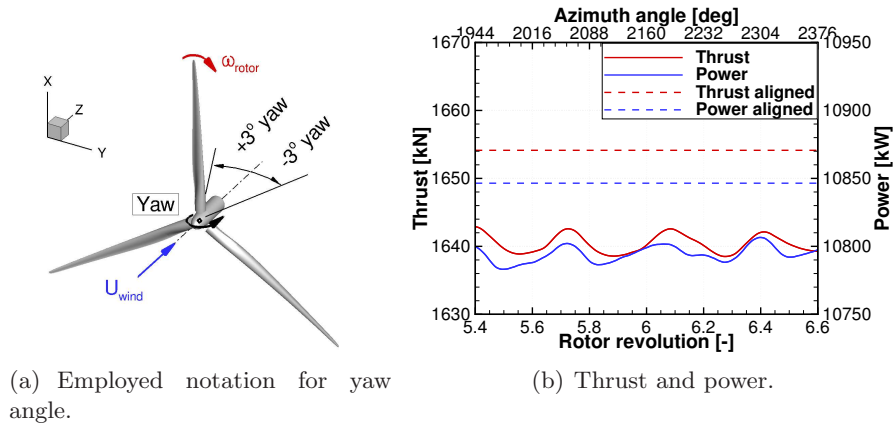 X
Z
Y
ωrotor
+3° yaw
-3° yaw
Yaw
Uwind
(a) Employed notation for yaw
angle.
Azimuth angle [deg]
1944 2016 2088 2160 2232 2304 2376
Thrust
Power
Thrust aligned
Power aligned
Thrust [kN]
1670
1660
1650
1640
1630
Power [kW]
10950
10900
10850
10800
10750
5.4 5.6 5.8 6 6.2 6.4 6.6
Rotor revolution [-]
(b) Thrust and power.